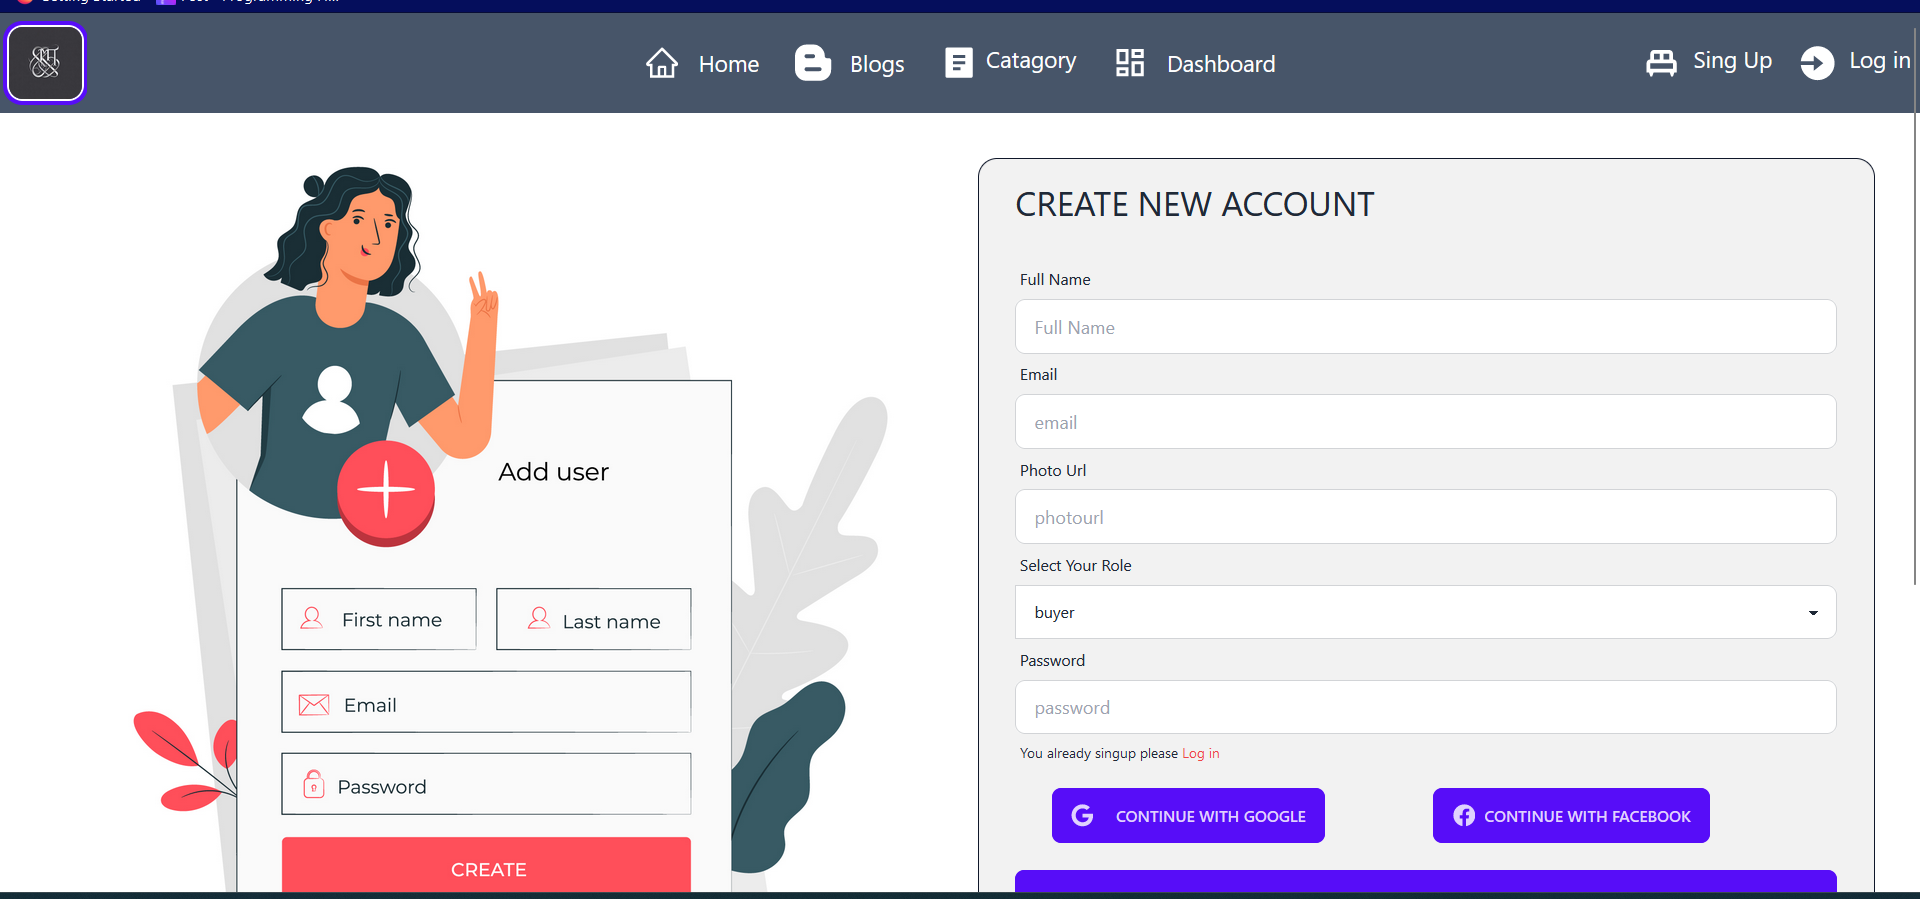 Home Blogs Catagory Dashboard Sing Up Log in
CREATE NEW ACCOUNT
Full Name
Full Name
Email
email
Photo Url
photourl
Select Your Role
buyer
Password
password
You already singup please Log in
CONTINUE WITH GOOGLE CONTINUE WITH FACEBOOK
Add user
First name Last name
Email
Password
CREATE